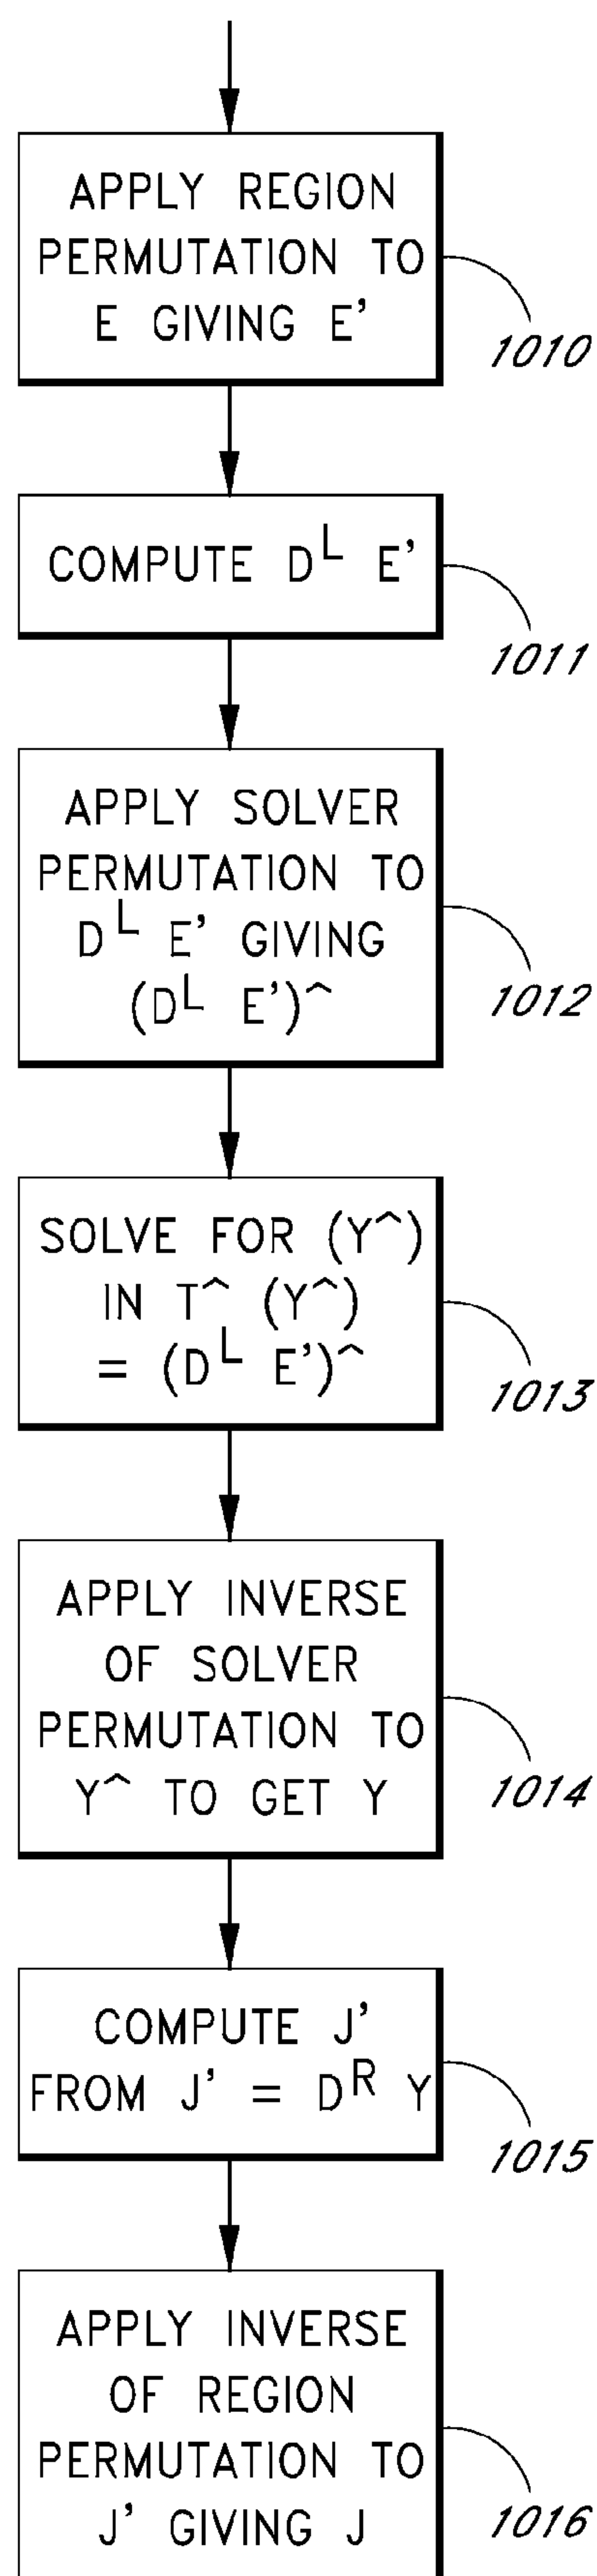 APPLY REGION
PERMUTATION TO
E GIVING E'
1010
COMPUTE D^L E'
1011
APPLY SOLVER
PERMUTATION TO
D^L E' GIVING
(D^L E')^
1012
SOLVE FOR (Y^)
IN T^ (Y^)
= (D^L E')^
1013
APPLY INVERSE
OF SOLVER
PERMUTATION TO
Y^ TO GET Y
1014
COMPUTE J'
FROM J' = D^R Y
1015
APPLY INVERSE
OF REGION
PERMUTATION TO
J' GIVING J
1016